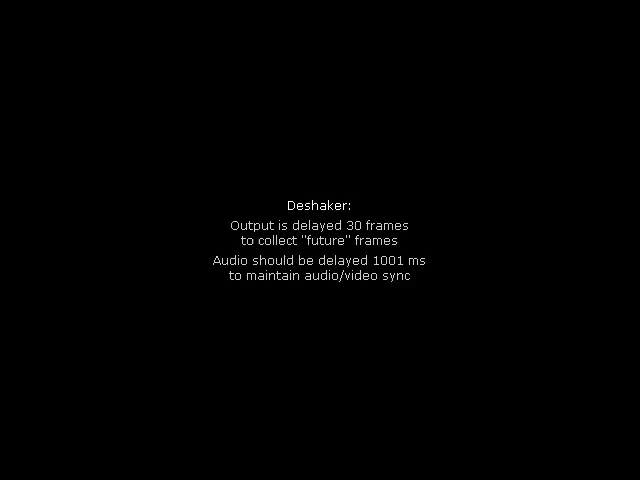 Deshaker:
Output is delayed 30 frames
to collect "future" frames
Audio should be delayed 1001 ms
to maintain audio/video sync